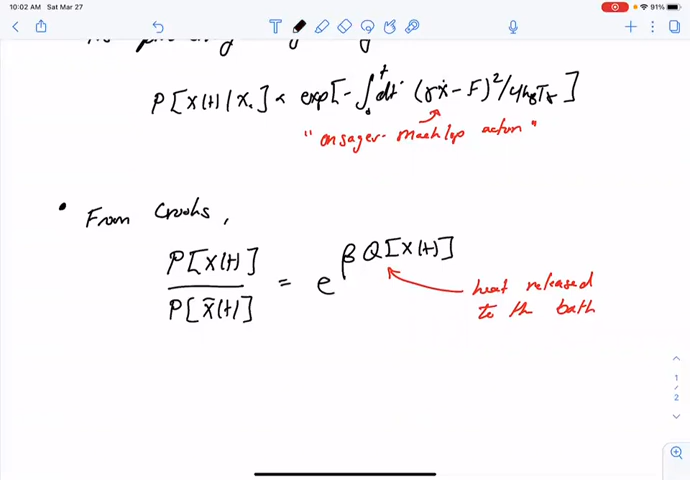 10:02 AM Sat Mar 27
91%
P[x(t)|x₀] ∝ exp[-∫₀ᵗ dt' (γẋ - F)²/4k_BTγ]
"onsager-machlup action"
• From Crooks,
P[x(t)] / P[x̃(t)] = e^{βQ[x(t)]}
heat released
to the bath
1
/
2